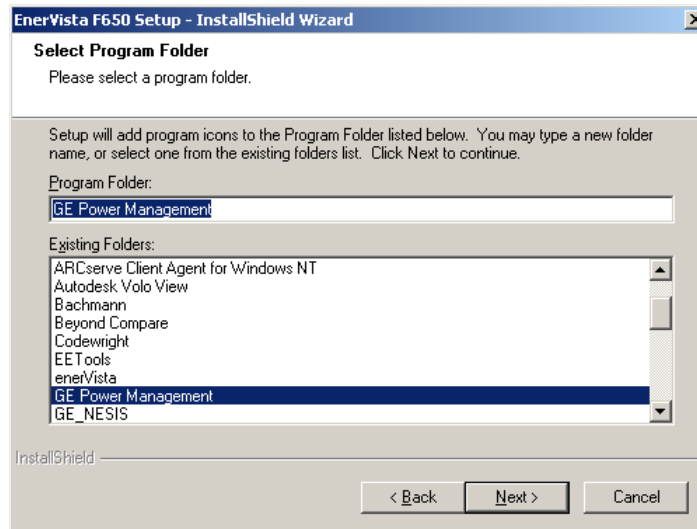 EnerVista F650 Setup - InstallShield Wizard
Select Program Folder
Please select a program folder.
Setup will add program icons to the Program Folder listed below. You may type a new folder
name, or select one from the existing folders list. Click Next to continue.
Program Folder:
GE Power Management
Existing Folders:
ARCserve Client Agent for Windows NT
Autodesk Volo View
Bachmann
Beyond Compare
Codewright
EETools
enerVista
GE Power Management
GE_NESIS
InstallShield
< Back Next > Cancel